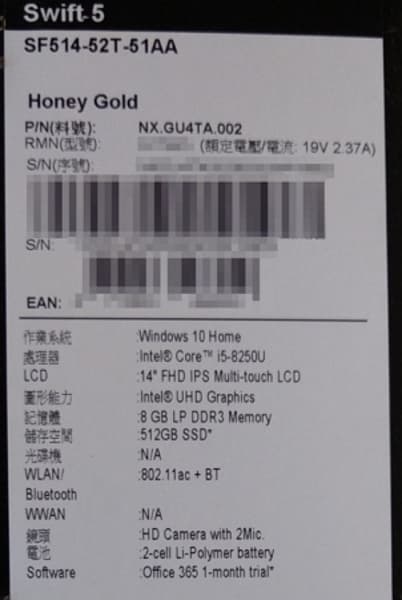 Swift 5
SF514-52T-51AA
Honey Gold
P/N(料號): NX.GU4TA.002
RMN(型號): (額定電壓/電流: 19V 2.37A)
S/N(序號):
S/N:
EAN:
作業系統 :Windows 10 Home
處理器 :Intel® Core™ i5-8250U
LCD :14" FHD IPS Multi-touch LCD
圖形能力 :Intel® UHD Graphics
記憶體 :8 GB LP DDR3 Memory
儲存空間 :512GB SSD*
光碟機 :N/A
WLAN/ :802.11ac + BT
Bluetooth
WWAN :N/A
鏡頭 :HD Camera with 2Mic.
電池 :2-cell Li-Polymer battery
Software :Office 365 1-month trial*